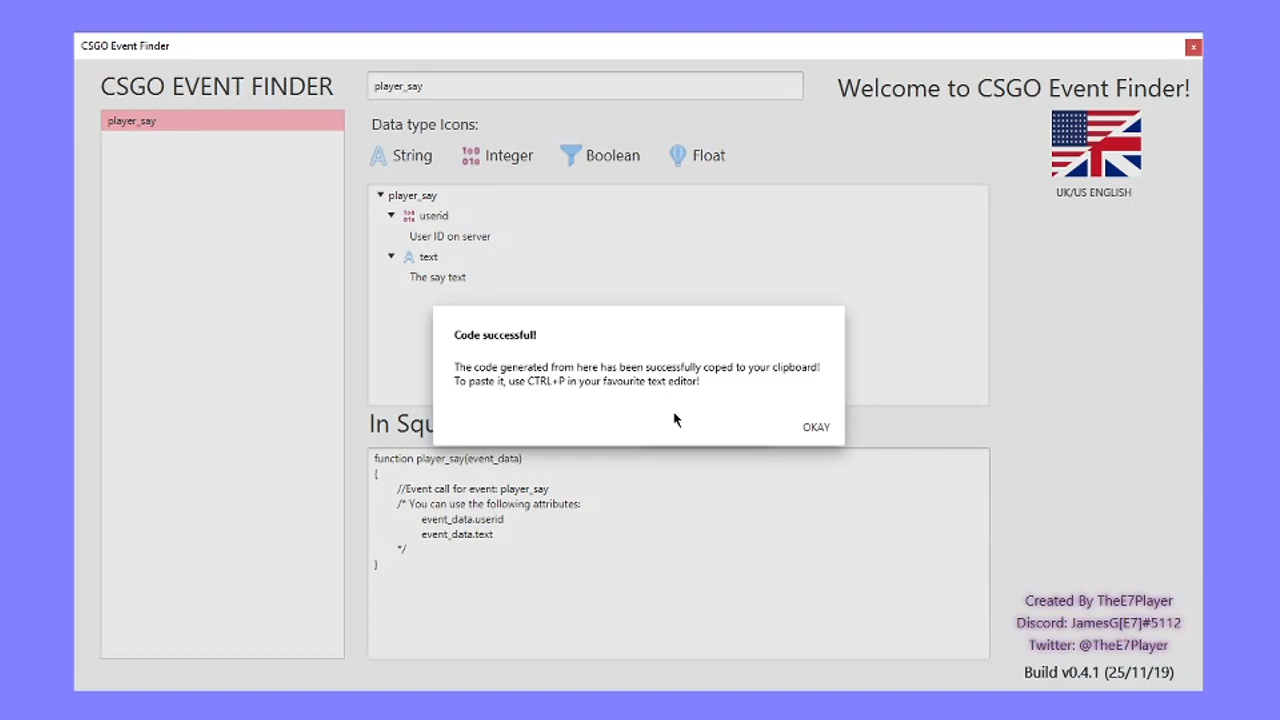 CSGO Event Finder
x
CSGO EVENT FINDER
player_say
Welcome to CSGO Event Finder!
player_say
Data type Icons:
String
Integer
Boolean
Float
UK/US ENGLISH
player_say
userid
User ID on server
text
The say text
Code successful!
The code generated from here has been successfully coped to your clipboard!
To paste it, use CTRL+P in your favourite text editor!
OKAY
In Squ
function player_say(event_data)
{
//Event call for event: player_say
/* You can use the following attributes:
event_data.userid
event_data.text
*/
}
Created By TheE7Player
Discord: JamesG[E7]#5112
Twitter: @TheE7Player
Build v0.4.1 (25/11/19)